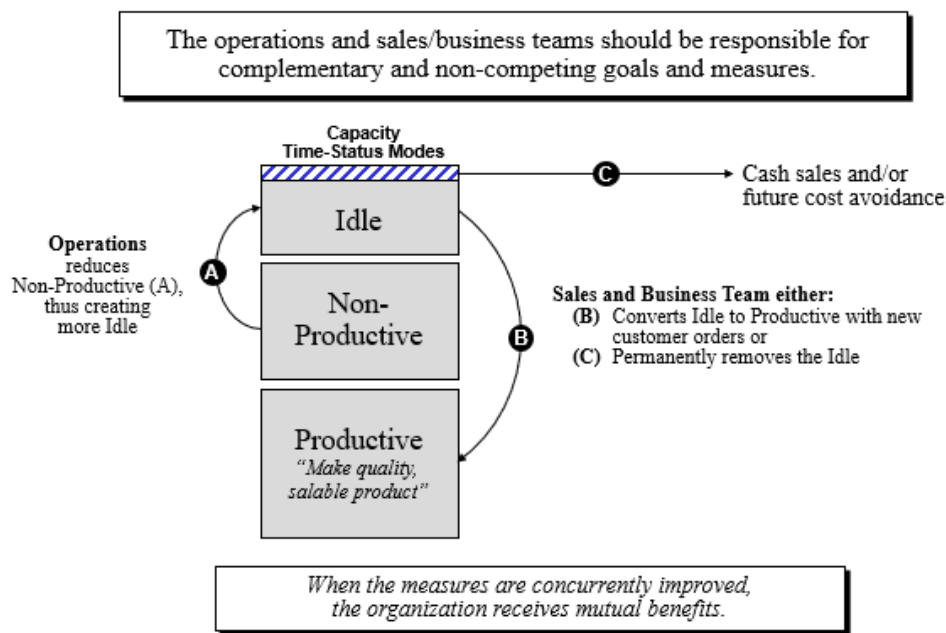 The operations and sales/business teams should be responsible for
complementary and non-competing goals and measures.
Capacity
Time-Status Modes
C
Cash sales and/or
future cost avoidance
Idle
Operations
reduces
Non-Productive (A),
thus creating
more Idle
A
Non-
Productive
B
Sales and Business Team either:
(B) Converts Idle to Productive with new
customer orders or
(C) Permanently removes the Idle
Productive
“Make quality,
salable product”
When the measures are concurrently improved,
the organization receives mutual benefits.